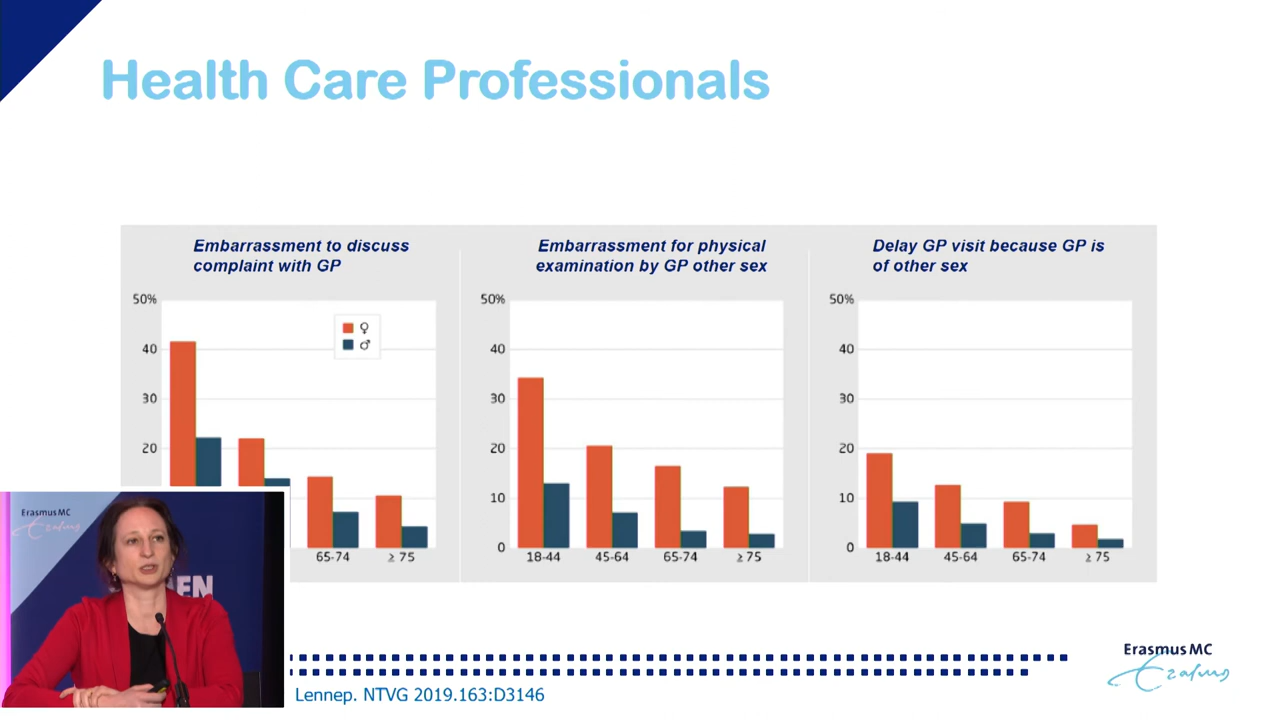 Health Care Professionals
Embarrassment to discuss
complaint with GP
50%
40
30
20
♀
♂
65-74
≥ 75
Embarrassment for physical
examination by GP other sex
50%
40
30
20
10
0
18-44
45-64
65-74
≥ 75
Delay GP visit because GP is
of other sex
50%
40
30
20
10
0
18-44
45-64
65-74
≥ 75
Erasmus MC
Erasmus
Lennep. NTVG 2019.163:D3146
Erasmus MC
Erasmus